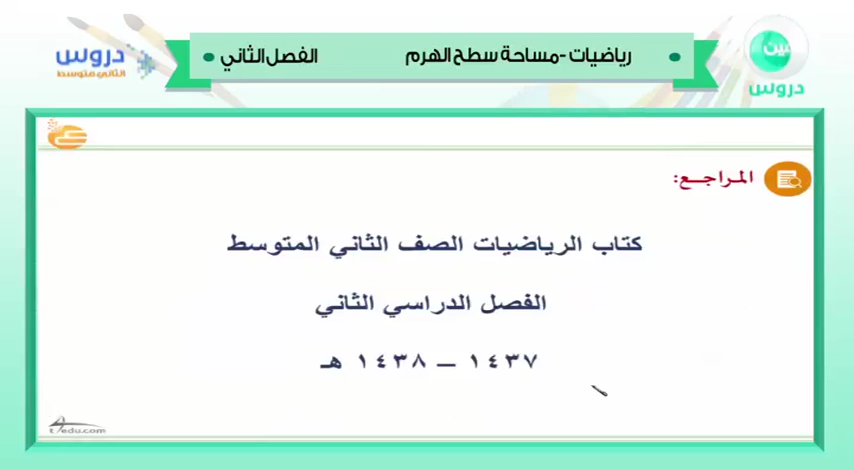 رياضيات - مساحة سطح الهرم
الفصل الثاني
عين
دروس
دروس
الثاني متوسط
المراجع:
كتاب الرياضيات الصف الثاني المتوسط
الفصل الدراسي الثاني
١٤٣٧ – ١٤٣٨ هـ
t4edu.com